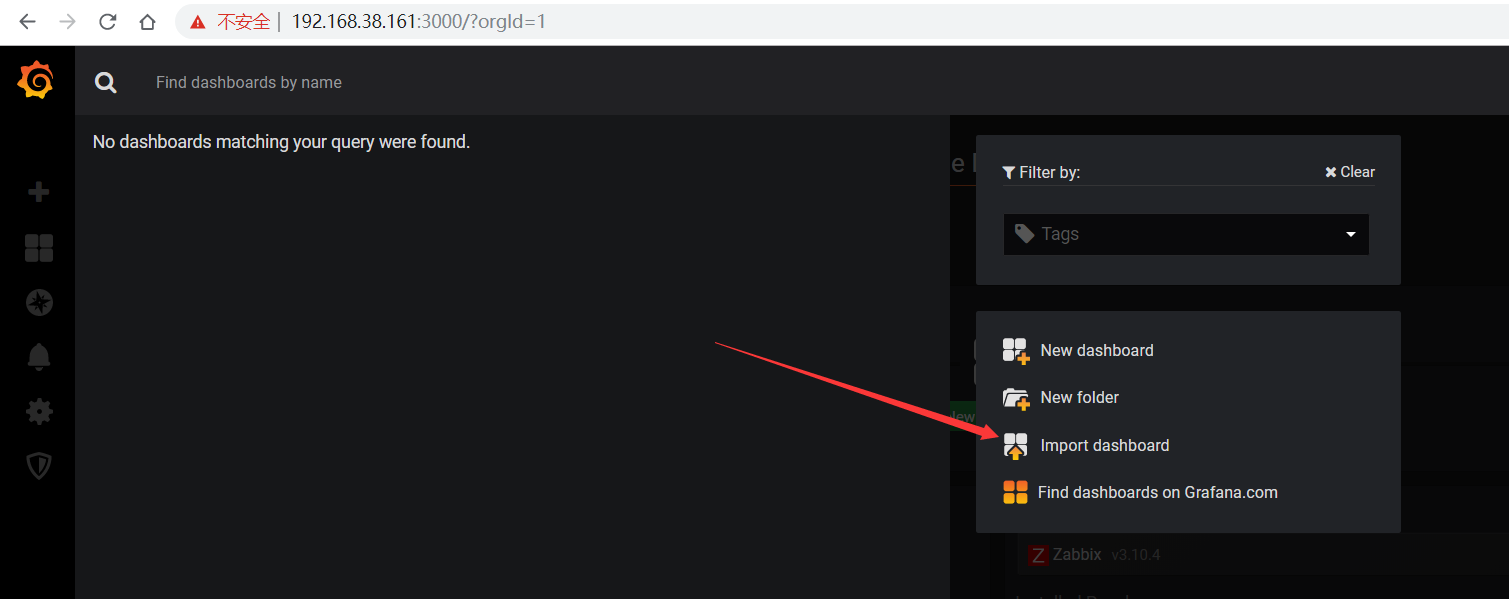 不安全 | 192.168.38.161:3000/?orgId=1
Find dashboards by name
No dashboards matching your query were found.
Filter by:
Clear
Tags
New dashboard
New folder
Import dashboard
Find dashboards on Grafana.com
Zabbix v3.10.4